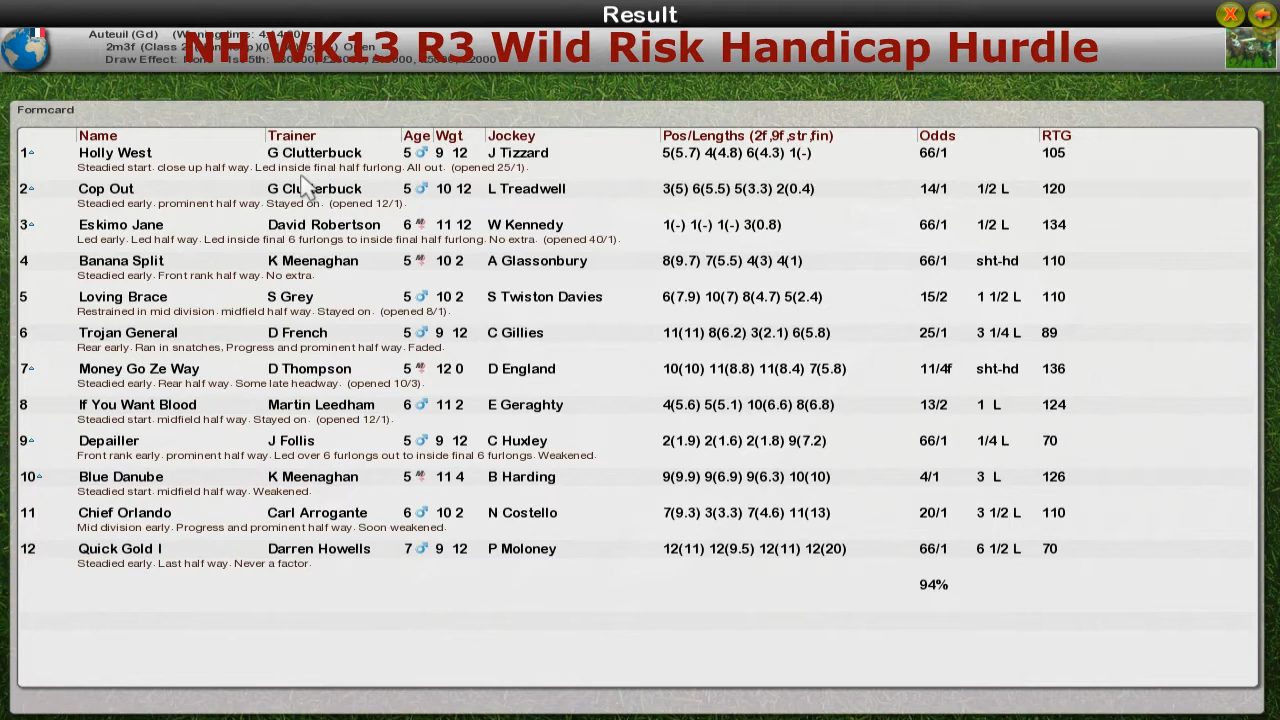 Result
Auteuil (Gd)
NH WK13 R3 Wild Risk Handicap Hurdle
2m3f (Class 2
Open
Draw Effect:
Formcard
Name Trainer Age Wgt Jockey Pos/Lengths (2f,9f,str,fin) Odds RTG
1 Holly West G Clutterbuck 5 9 12 J Tizzard 5(5.7) 4(4.8) 6(4.3) 1(-) 66/1 105
Steadied start. close up half way. Led inside final half furlong. All out. (opened 25/1).
2 Cop Out G Clutterbuck 5 10 12 L Treadwell 3(5) 6(5.5) 5(3.3) 2(0.4) 14/1 1/2 L 120
Steadied early. prominent half way. Stayed on. (opened 12/1).
3 Eskimo Jane David Robertson 6 11 12 W Kennedy 1(-) 1(-) 1(-) 3(0.8) 66/1 1/2 L 134
Led early. Led half way. Led inside final 6 furlongs to inside final half furlong. No extra. (opened 40/1).
4 Banana Split K Meenaghan 5 10 2 A Glassonbury 8(9.7) 7(5.5) 4(3) 4(1) 66/1 sht-hd 110
Steadied early. Front rank half way. No extra.
5 Loving Brace S Grey 5 10 2 S Twiston Davies 6(7.9) 10(7) 8(4.7) 5(2.4) 15/2 1 1/2 L 110
Restrained in mid division. midfield half way. Stayed on. (opened 8/1).
6 Trojan General D French 5 9 12 C Gillies 11(11) 8(6.2) 3(2.1) 6(5.8) 25/1 3 1/4 L 89
Rear early. Ran in snatches, Progress and prominent half way. Faded.
7 Money Go Ze Way D Thompson 5 12 0 D England 10(10) 11(8.8) 11(8.4) 7(5.8) 11/4f sht-hd 136
Steadied early. Rear half way. Some late headway. (opened 10/3).
8 If You Want Blood Martin Leedham 6 11 2 E Geraghty 4(5.6) 5(5.1) 10(6.6) 8(6.8) 13/2 1 L 124
Steadied start. midfield half way. Stayed on. (opened 12/1).
9 Depailler J Follis 5 9 12 C Huxley 2(1.9) 2(1.6) 2(1.8) 9(7.2) 66/1 1/4 L 70
Front rank early. prominent half way. Led over 6 furlongs out to inside final 6 furlongs. Weakened.
10 Blue Danube K Meenaghan 5 11 4 B Harding 9(9.9) 9(6.9) 9(6.3) 10(10) 4/1 3 L 126
Steadied start. midfield half way. Weakened.
11 Chief Orlando Carl Arrogante 6 10 2 N Costello 7(9.3) 3(3.3) 7(4.6) 11(13) 20/1 3 1/2 L 110
Mid division early. Progress and prominent half way. Soon weakened.
12 Quick Gold I Darren Howells 7 9 12 P Moloney 12(11) 12(9.5) 12(11) 12(20) 66/1 6 1/2 L 70
Steadied early. Last half way. Never a factor.
94%